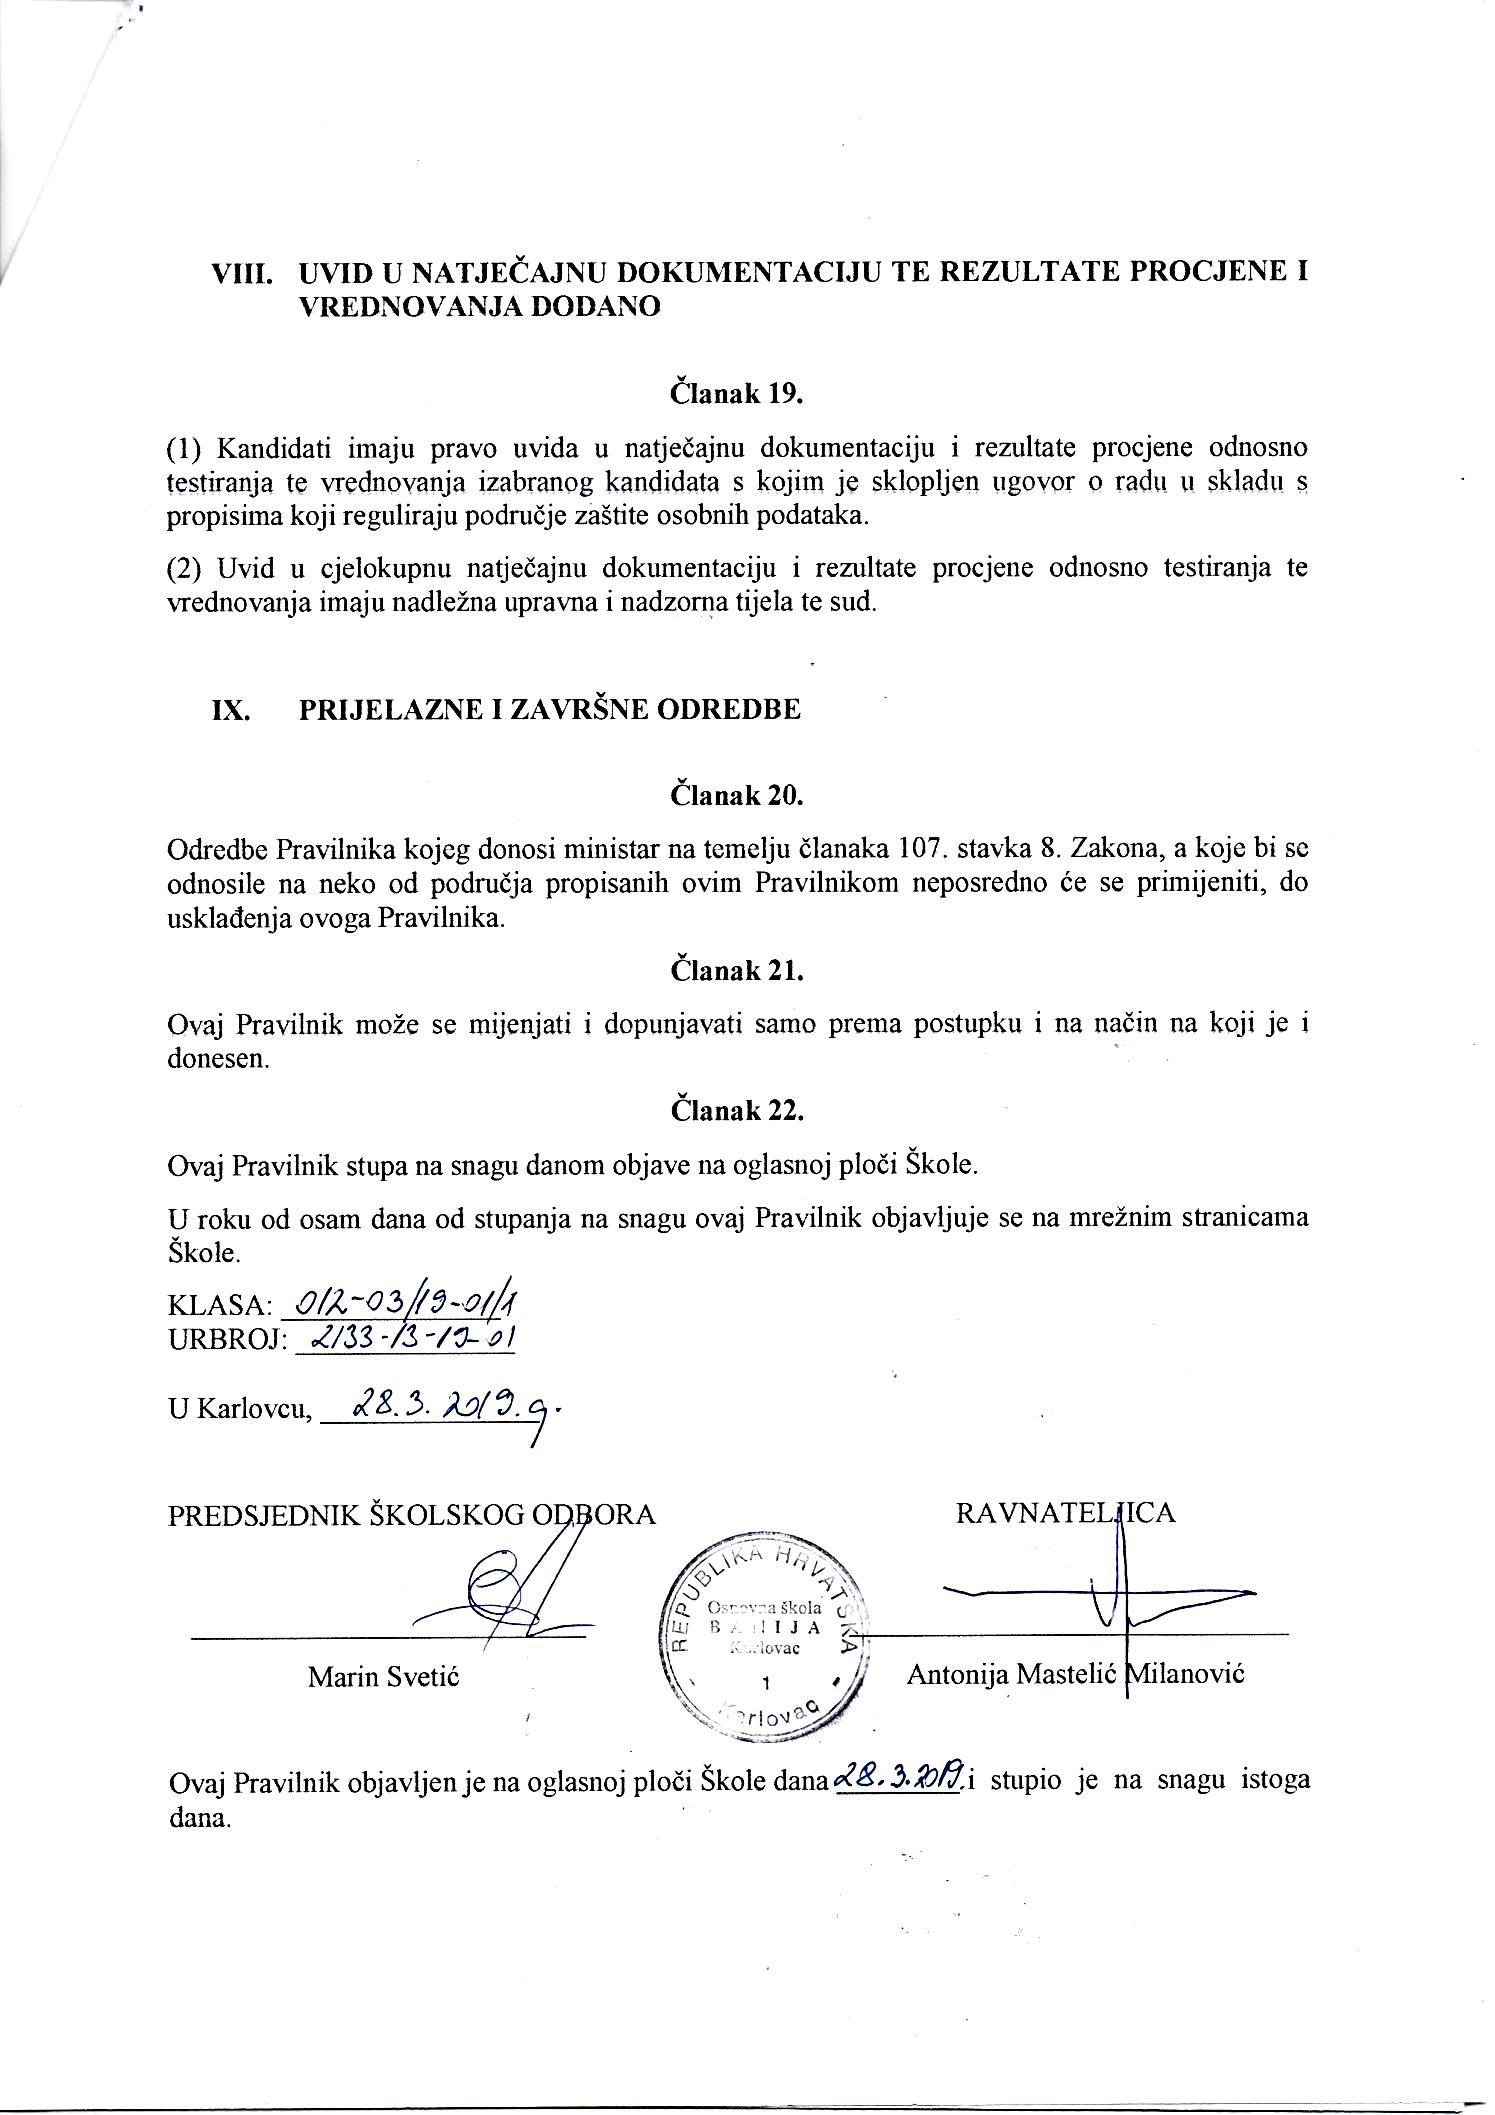 VIII. UVID U NATJEČAJNU DOKUMENTACIJU TE REZULTATE PROCJENE I
VREDNOVANJA DODANO
Članak 19.
(1) Kandidati imaju pravo uvida u natječajnu dokumentaciju i rezultate procjene odnosno
testiranja te vrednovanja izabranog kandidata s kojim je sklopljen ugovor o radu u skladu s
propisima koji reguliraju područje zaštite osobnih podataka.
(2) Uvid u cjelokupnu natječajnu dokumentaciju i rezultate procjene odnosno testiranja te
vrednovanja imaju nadležna upravna i nadzorna tijela te sud.
IX. PRIJELAZNE I ZAVRŠNE ODREDBE
Članak 20.
Odredbe Pravilnika kojeg donosi ministar na temelju članaka 107. stavka 8. Zakona, a koje bi se
odnosile na neko od područja propisanih ovim Pravilnikom neposredno će se primijeniti, do
usklađenja ovoga Pravilnika.
Članak 21.
Ovaj Pravilnik može se mijenjati i dopunjavati samo prema postupku i na način na koji je i
donesen.
Članak 22.
Ovaj Pravilnik stupa na snagu danom objave na oglasnoj ploči Škole.
U roku od osam dana od stupanja na snagu ovaj Pravilnik objavljuje se na mrežnim stranicama
Škole.
KLASA: 012-03/19-01/1
URBROJ: 2133-13-19-01
U Karlovcu, 28.3.2019.g.
PREDSJEDNIK ŠKOLSKOG ODBORA RAVNATELJICA
REPUBLIKA HRVATSKA
Osnovna škola
BANIJA
Karlovac
1
Karlovac
Marin Svetić Antonija Mastelić Milanović
Ovaj Pravilnik objavljen je na oglasnoj ploči Škole dana 28.3.2019. i stupio je na snagu istoga
dana.